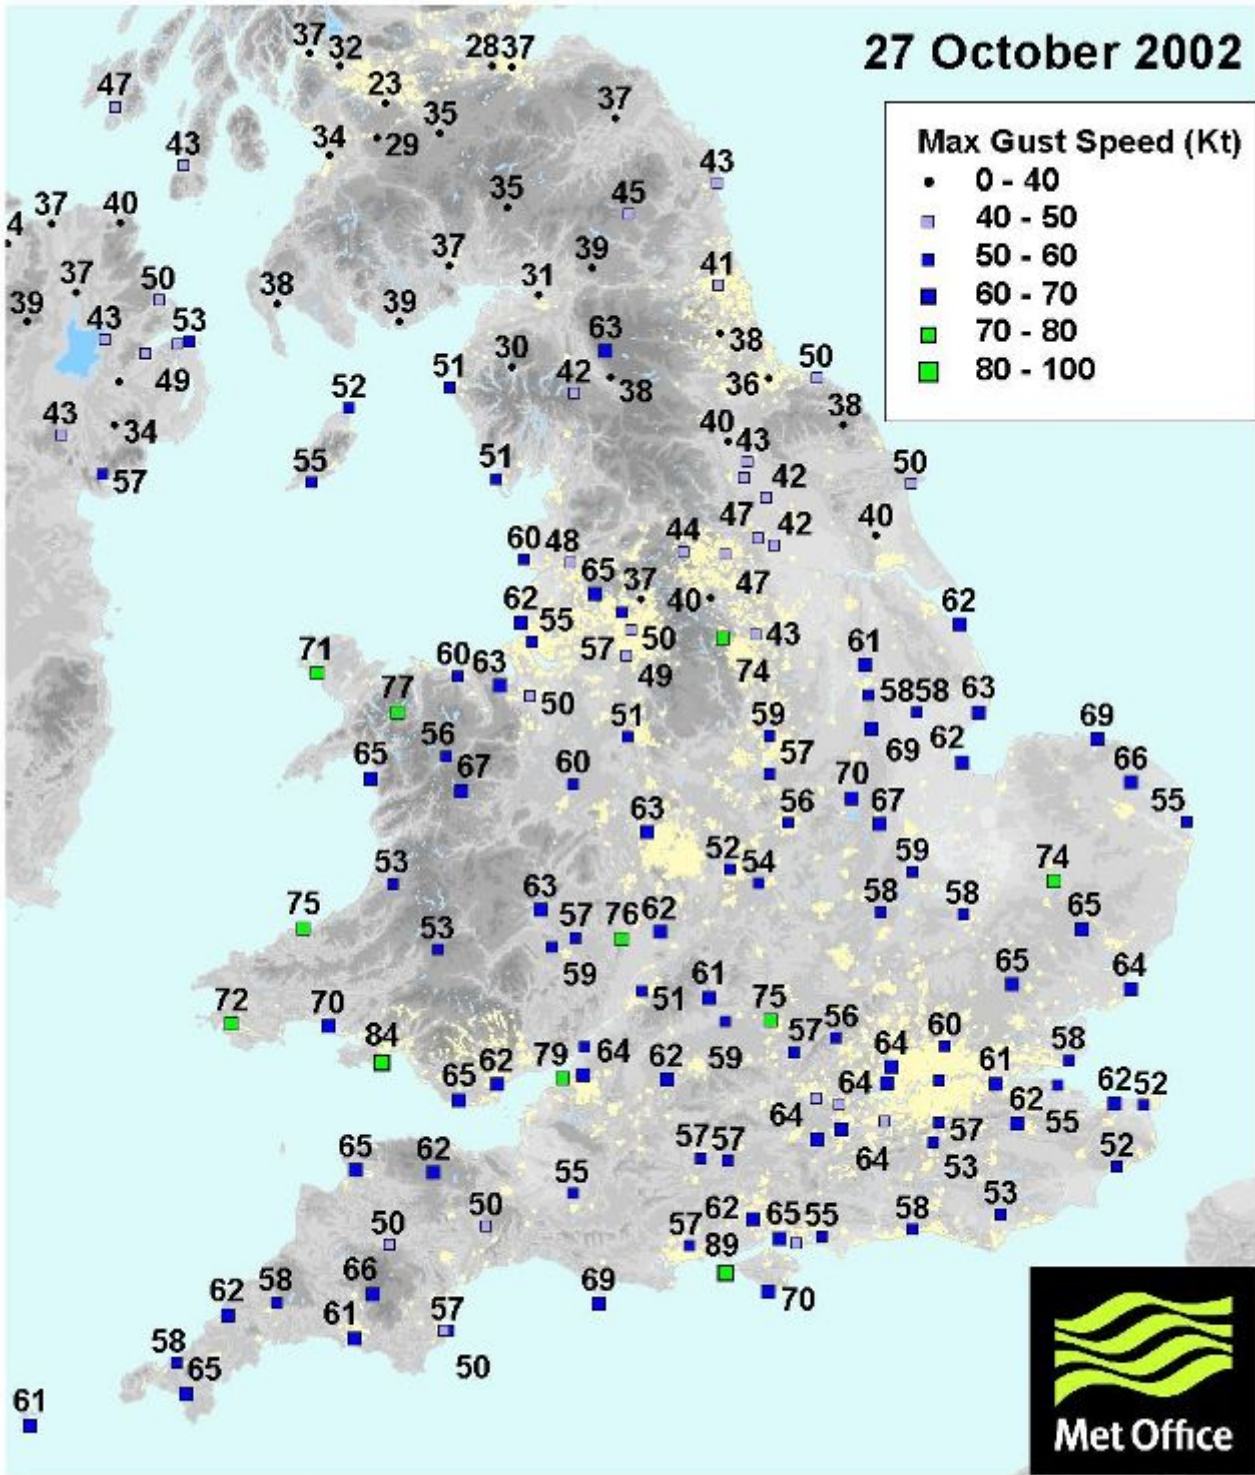 27 October 2002
Max Gust Speed (Kt)
0 - 40
40 - 50
50 - 60
60 - 70
70 - 80
80 - 100
37 32 28 37
23
47 35 37
34 29
43 43
35 45
37 40
4
37 39
31 41
37 50 38
39 39
43 53 63 38
30 50
49 51 42 38 36
52 38
43 34 40 43
55 51 50
57 42
47 42 40
60 48 44
65 37 47
62 55 40 62
57 50 43
71 60 63 49 74 61
77 50 58 58 63
51 59 69
56 69 62
65 67 60 57 66
70
63 56 67 55
52 54 59 74
53 63 58 58
75 57 76 62 65
53 59
65 64
51 61
72 70 75
84 59 57 56 60 58
79 64 62 64 61
65 62 64 62 62 52
64 55
57 57 64 57
65 62 53 52
55
50 62 53
50 57 65 55 58
89
66 69
62 58 70
61 57
58 50
65
61
Met Office